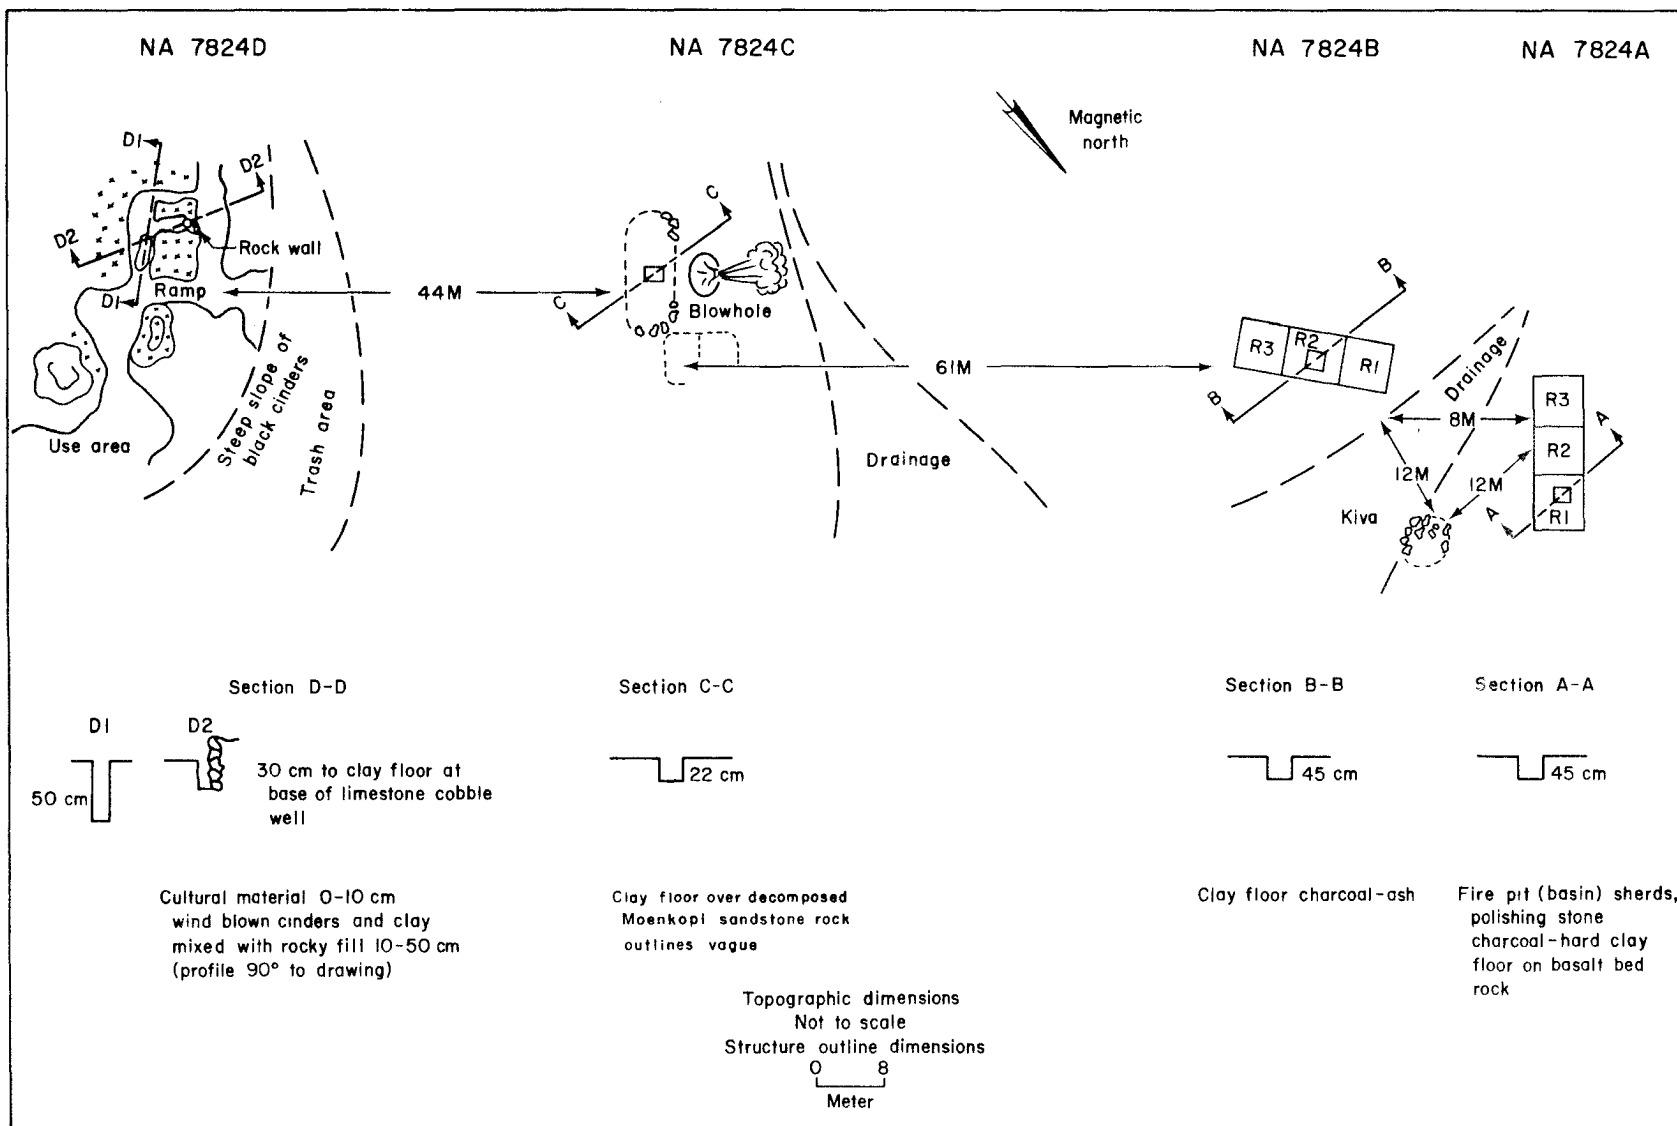 NA 7824D
NA 7824C
NA 7824B
NA 7824A
Magnetic
north
D1
D2
D2
D1
Rock wall
Ramp
44M
Use area
Steep slope of
black cinders
Trash area
C
C
Blowhole
61M
Drainage
B
B
R3
R2
R1
Drainage
8M
12M
12M
Kiva
R3
R2
R1
A
A
Section D-D
Section C-C
Section B-B
Section A-A
D1
D2
50 cm
30 cm to clay floor at
base of limestone cobble
well
22 cm
45 cm
45 cm
Cultural material 0-10 cm
wind blown cinders and clay
mixed with rocky fill 10-50 cm
(profile 90° to drawing)
Clay floor over decomposed
Moenkopi sandstone rock
outlines vague
Clay floor charcoal-ash
Fire pit (basin) sherds,
polishing stone
charcoal-hard clay
floor on basalt bed
rock
Topographic dimensions
Not to scale
Structure outline dimensions
0 8
Meter